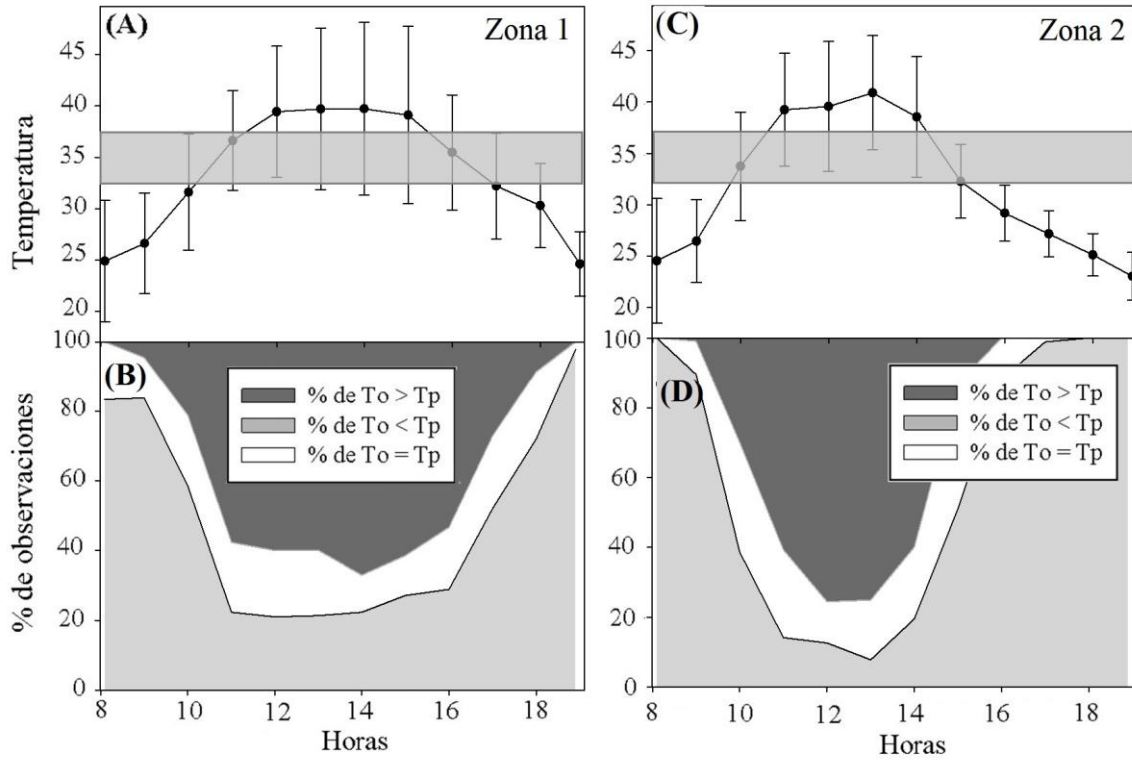 (A)
Zona 1
45
40
35
30
25
20
Temperatura
(C)
Zona 2
45
40
35
30
25
20
100
80
60
40
20
0
% de observaciones
(B)
% de To > Tp
% de To < Tp
% de To = Tp
8 10 12 14 16 18
Horas
100
80
60
40
20
0
(D)
% de To > Tp
% de To < Tp
% de To = Tp
8 10 12 14 16 18
Horas